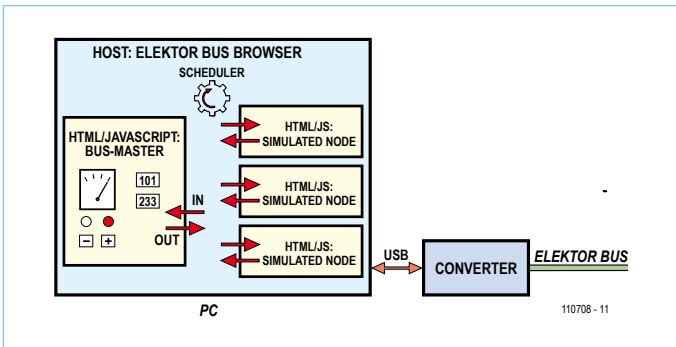 HOST: ELEKTOR BUS BROWSER
SCHEDULER
HTML/JAVASCRIPT:
BUS-MASTER
101
233
IN
OUT
HTML/JS:
SIMULATED NODE
HTML/JS:
SIMULATED NODE
HTML/JS:
SIMULATED NODE
USB
CONVERTER
ELEKTOR BUS
PC
110708 - 11